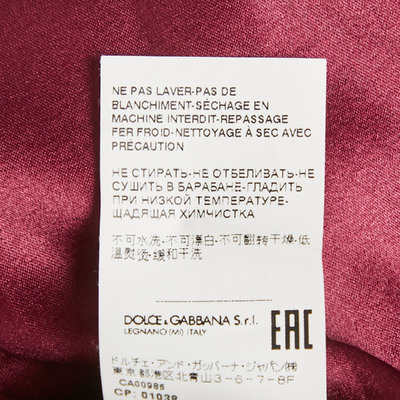 NE PAS LAVER-PAS DE
BLANCHIMENT-SÉCHAGE EN
MACHINE INTERDIT-REPASSAGE
FER FROID-NETTOYAGE À SEC AVEC
PRÉCAUTION
НЕ СТИРАТЬ-НЕ ОТБЕЛИВАТЬ-НЕ
СУШИТЬ В БАРАБАНЕ-ГЛАДИТЬ
ПРИ НИЗКОЙ ТЕМПЕРАТУРЕ-
ЩАДЯЩАЯ ХИМЧИСТКА
不可水洗-不可漂白-不可翻转干燥-低
温熨烫-缓和干洗
DOLCE & GABBANA S.r.l.
LEGNANO (MI) ITALY
EAC
ドルチェ・アンド・ガッバーナ・ジャパン㈱
東京都港区北青山3-6-7-8F
CA00985
CP: 01038